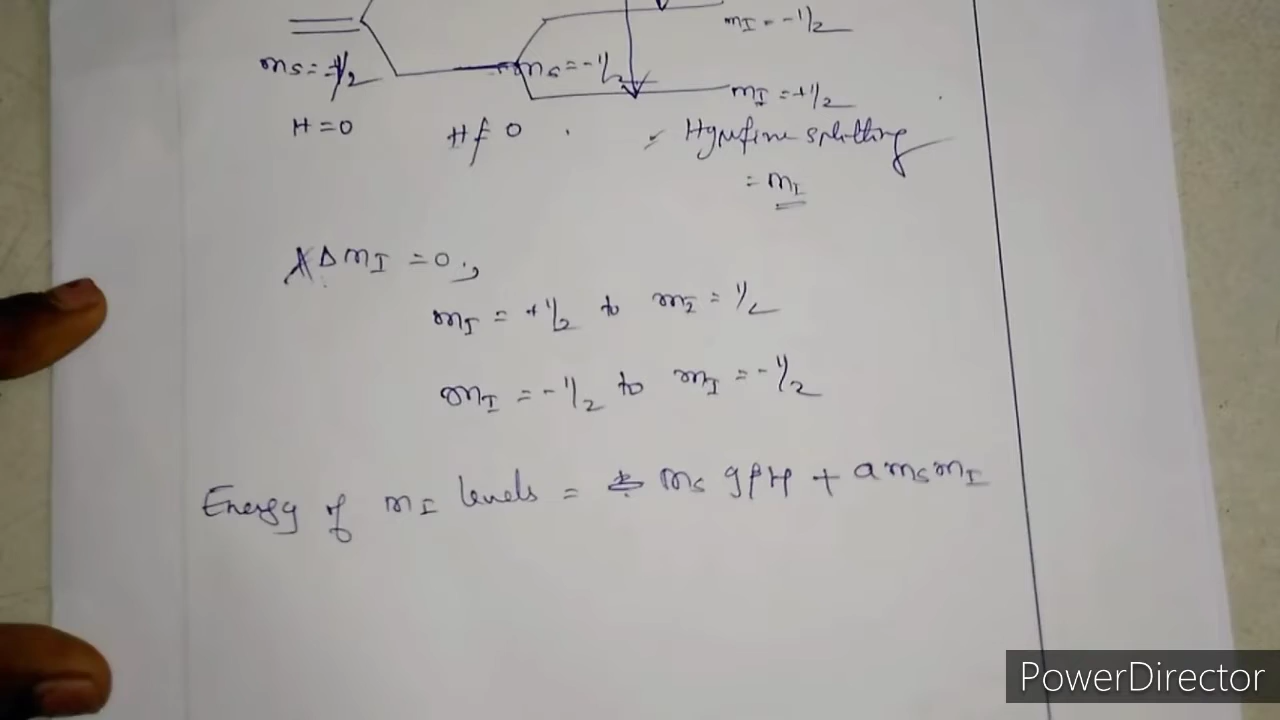 mI = -1/2
ms = -1/2
ms = -1/2
mI = +1/2
H = 0
H ≠ 0
Hyperfine splitting
= mI
ΔmI = 0,
mI = +1/2 to mI = 1/2
mI = -1/2 to mI = -1/2
Energy of mI levels = ms gβH + a ms mI
PowerDirector